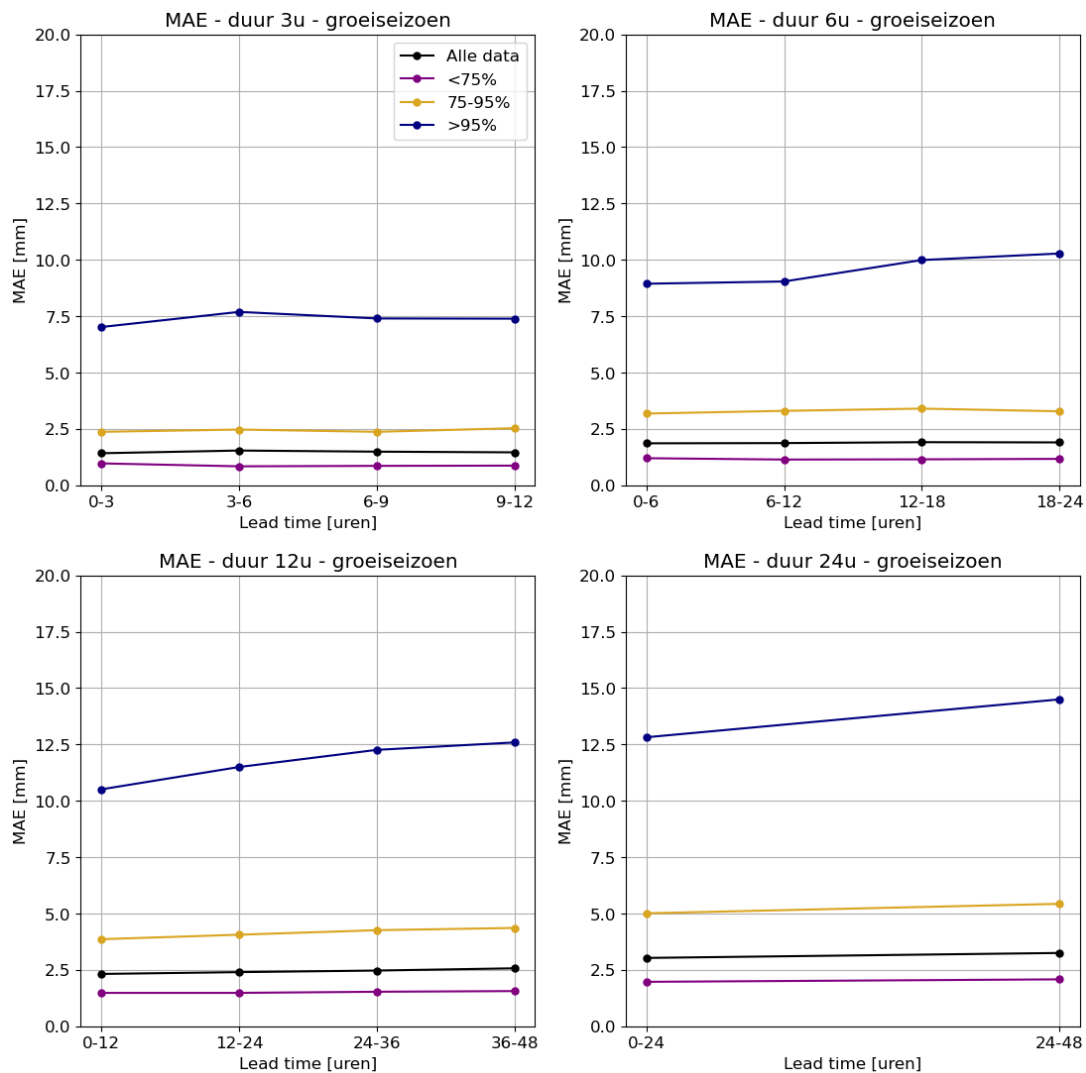 MAE - duur 3u - groeiseizoen
20.0
17.5
15.0
12.5
10.0
7.5
5.0
2.5
0.0
MAE [mm]
Alle data
<75%
75-95%
>95%
0-3 3-6 6-9 9-12
Lead time [uren]
MAE - duur 6u - groeiseizoen
20.0
17.5
15.0
12.5
10.0
7.5
5.0
2.5
0.0
MAE [mm]
0-6 6-12 12-18 18-24
Lead time [uren]
MAE - duur 12u - groeiseizoen
20.0
17.5
15.0
12.5
10.0
7.5
5.0
2.5
0.0
MAE [mm]
0-12 12-24 24-36 36-48
Lead time [uren]
MAE - duur 24u - groeiseizoen
20.0
17.5
15.0
12.5
10.0
7.5
5.0
2.5
0.0
MAE [mm]
0-24 24-48
Lead time [uren]